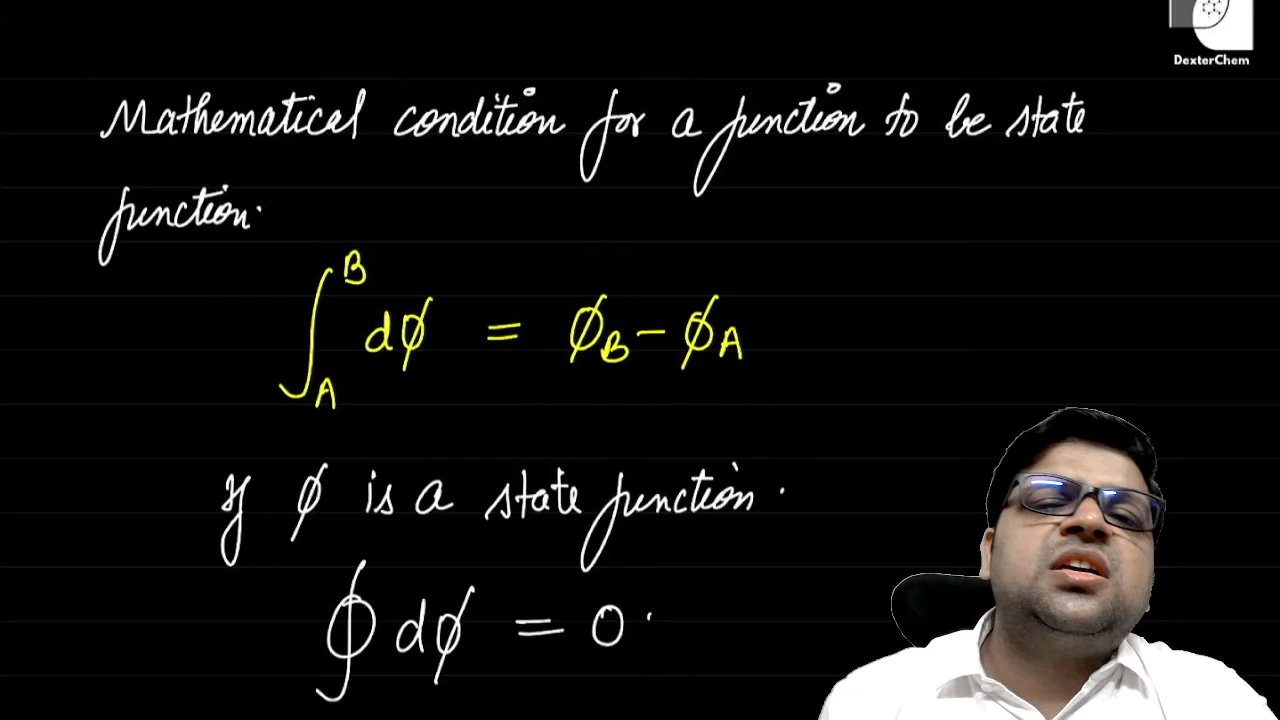 DexterChem
Mathematical condition for a function to be state
function.
∫_A^B dϕ = ϕ_B - ϕ_A
If ϕ is a state function.
∮ dϕ = 0.